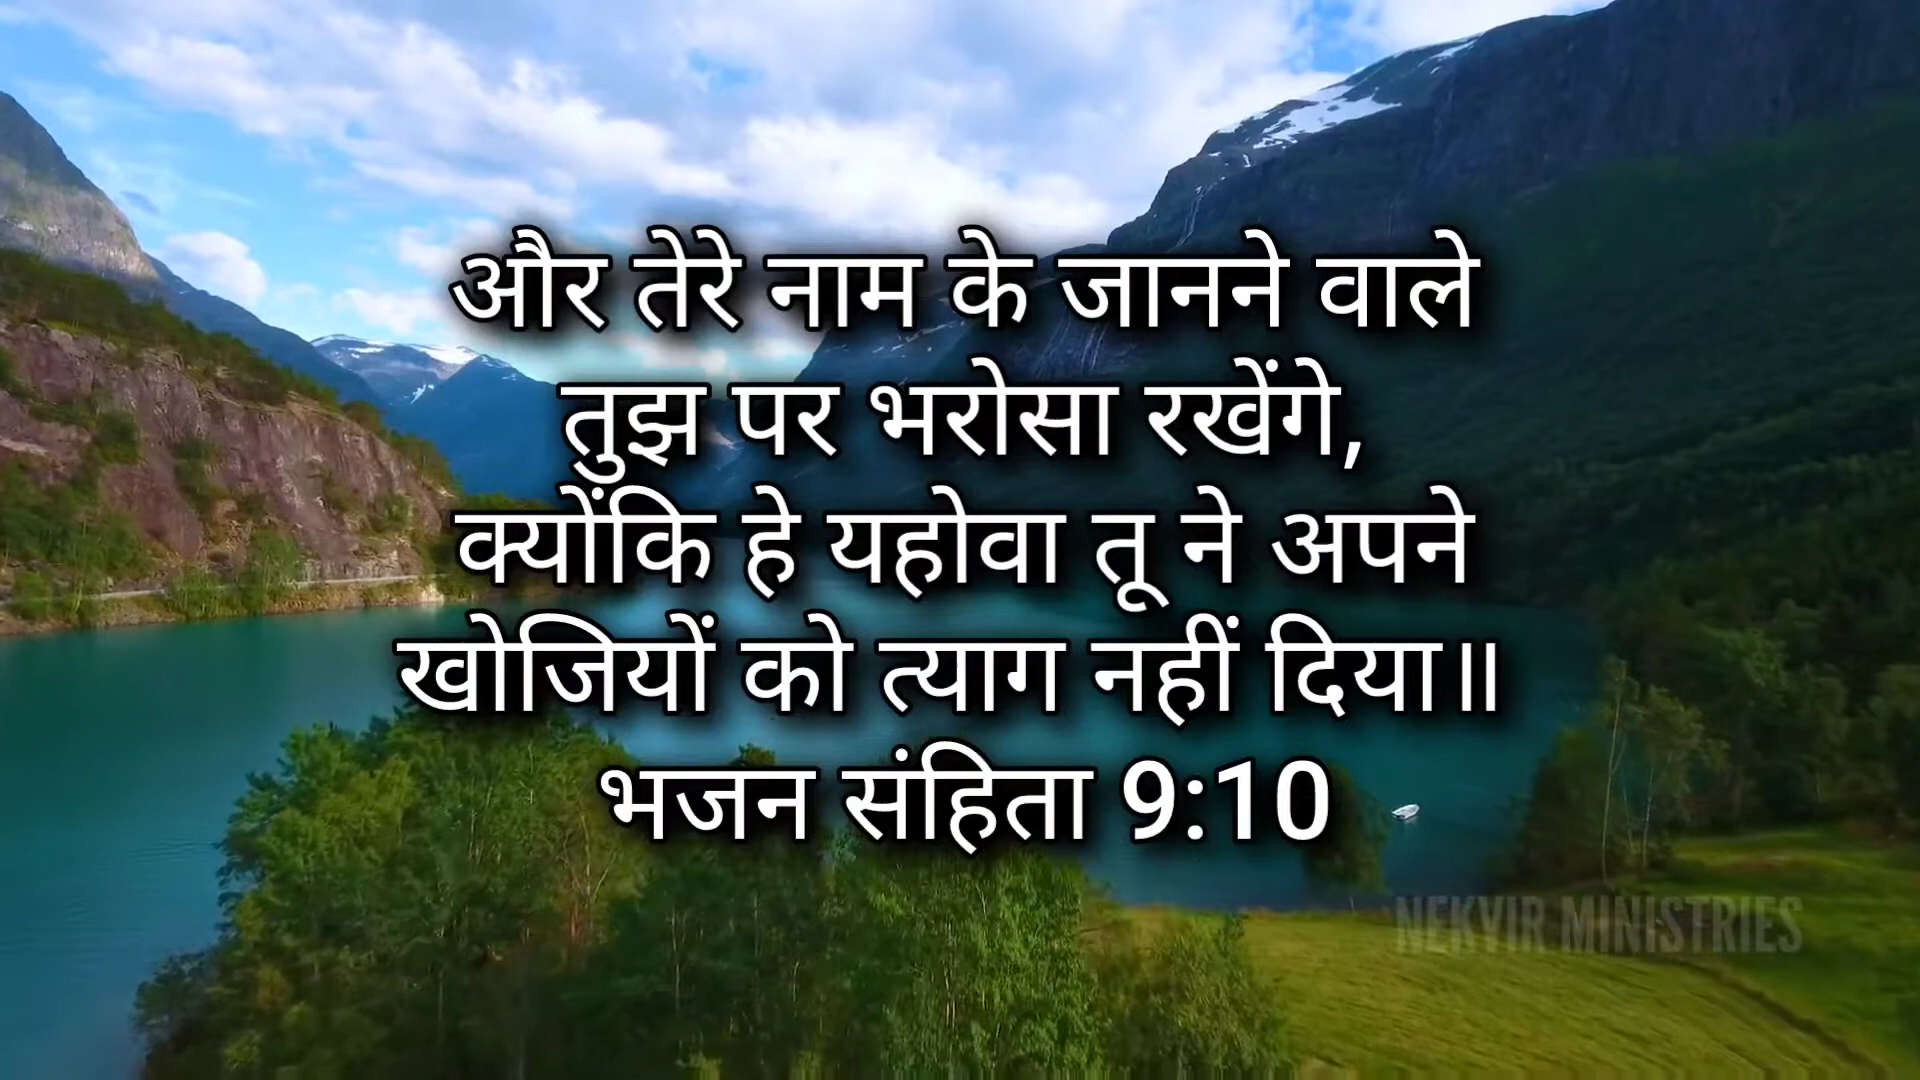 और तेरे नाम के जानने वाले
तुझ पर भरोसा रखेंगे,
क्योंकि हे यहोवा तू ने अपने
खोजियों को त्याग नहीं दिया॥
भजन संहिता 9:10
NEKVIR MINISTRIES